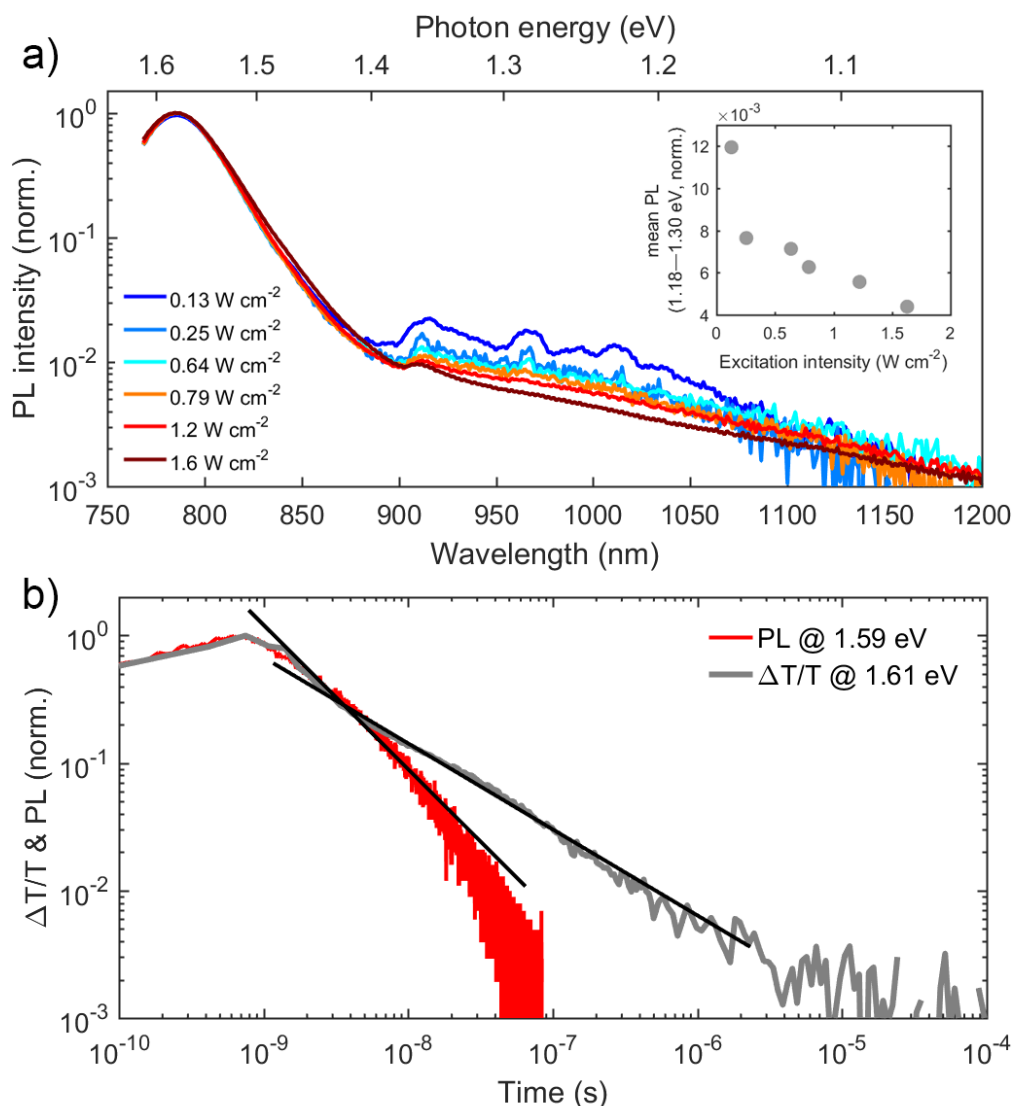 a)
Photon energy (eV)
1.6 1.5 1.4 1.3 1.2 1.1
PL intensity (norm.)
10⁰
10⁻¹
10⁻²
10⁻³
0.13 W cm⁻²
0.25 W cm⁻²
0.64 W cm⁻²
0.79 W cm⁻²
1.2 W cm⁻²
1.6 W cm⁻²
×10⁻³
mean PL
(1.18—1.30 eV, norm.)
12
10
8
6
4
0 0.5 1 1.5 2
Excitation intensity (W cm⁻²)
750 800 850 900 950 1000 1050 1100 1150 1200
Wavelength (nm)
b)
ΔT/T & PL (norm.)
10⁰
10⁻¹
10⁻²
10⁻³
PL @ 1.59 eV
ΔT/T @ 1.61 eV
10⁻¹⁰ 10⁻⁹ 10⁻⁸ 10⁻⁷ 10⁻⁶ 10⁻⁵ 10⁻⁴
Time (s)